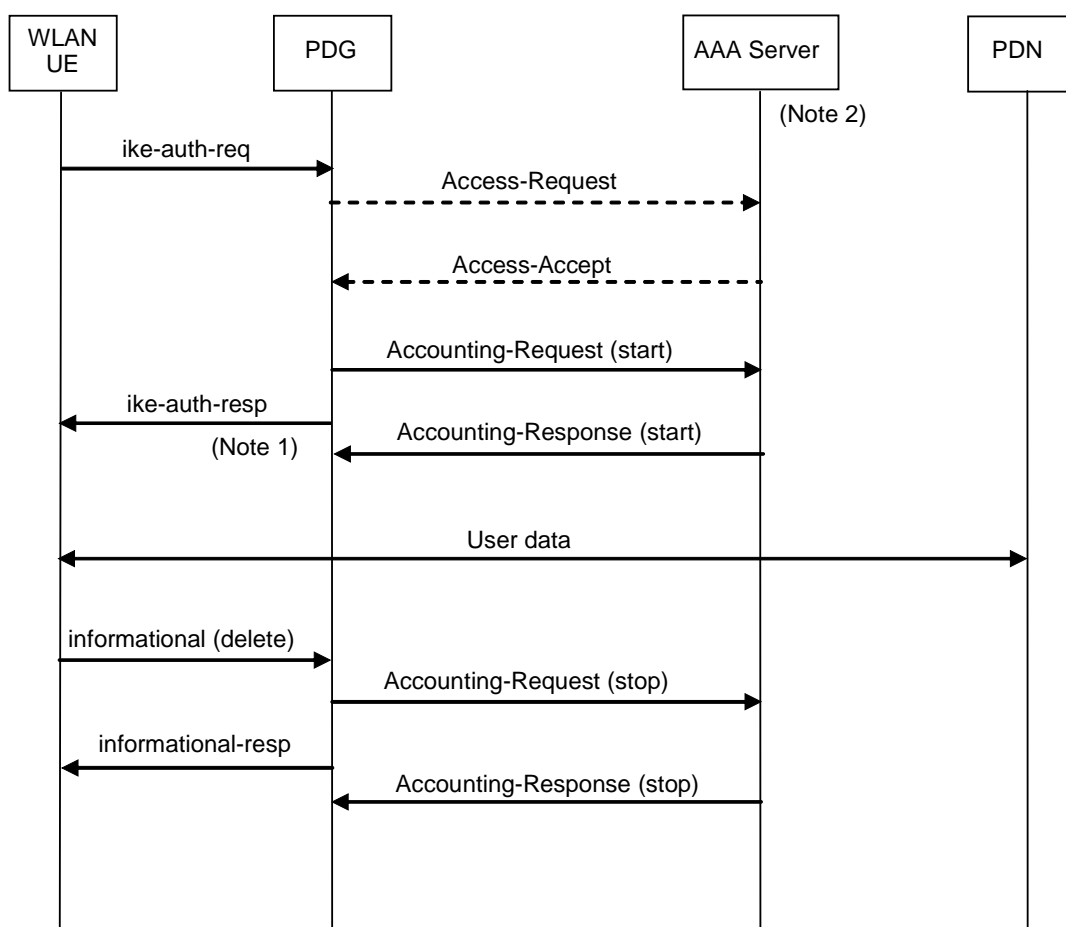 WLAN
UE
PDG
AAA Server
PDN
(Note 2)
ike-auth-req
Access-Request
Access-Accept
Accounting-Request (start)
ike-auth-resp
(Note 1)
Accounting-Response (start)
User data
informational (delete)
Accounting-Request (stop)
informational-resp
Accounting-Response (stop)